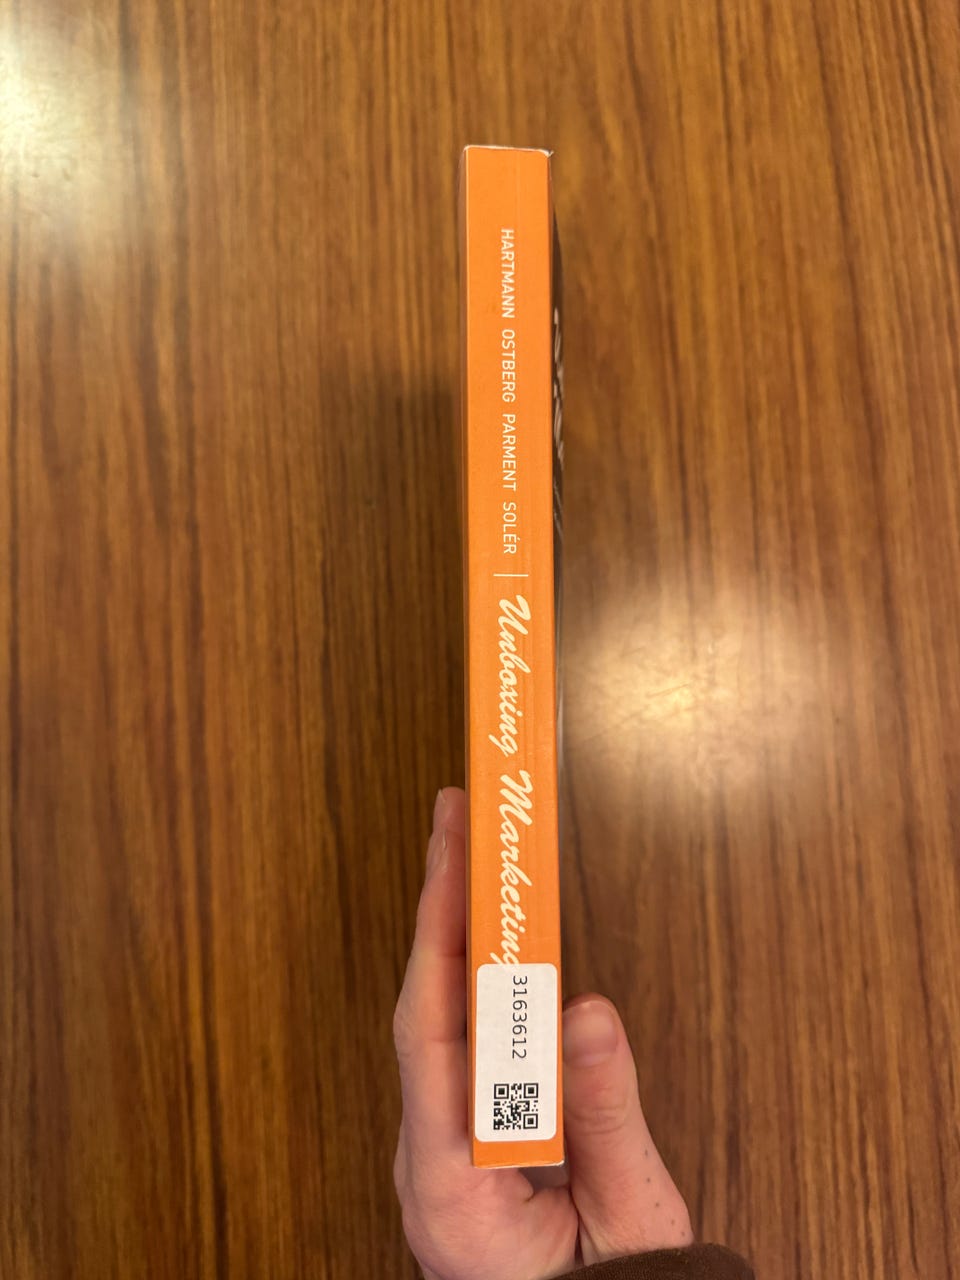 HARTMANN OSTBERG PARMENT SOLÉR | Unboxing Marketing
3163612